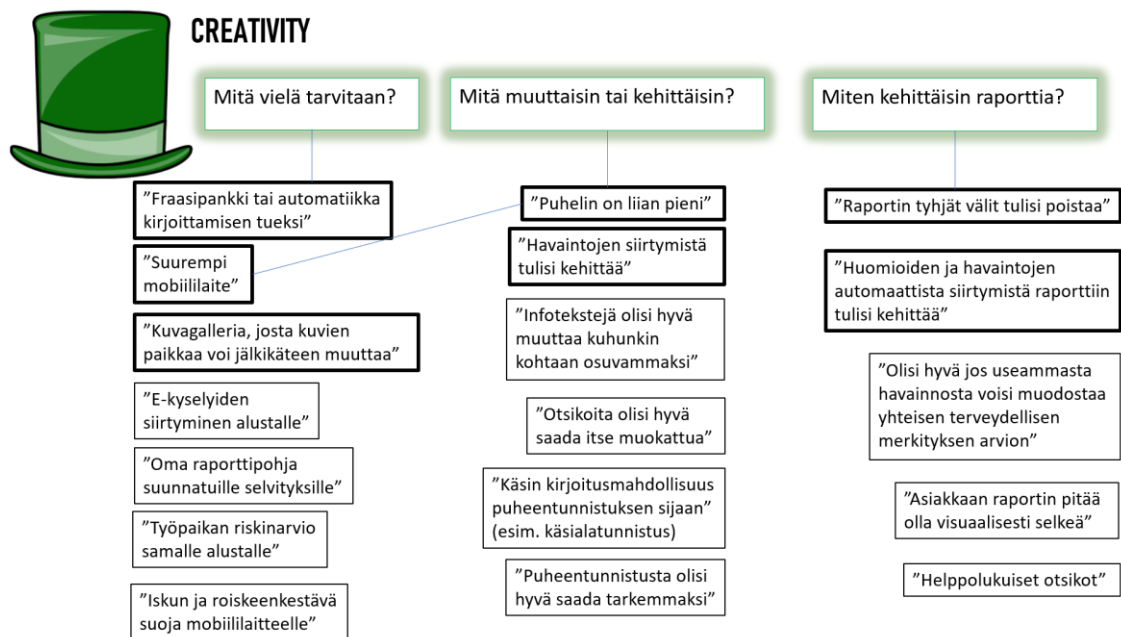 CREATIVITY
Mitä vielä tarvitaan?
”Fraasipankki tai automatiikka
kirjoittamisen tueksi”
”Suurempi
mobiililaite”
”Kuvagalleria, josta kuvien
paikkaa voi jälkikäteen muuttaa”
”E-kyselyiden
siirtyminen alustalle”
”Oma raporttipohja
suunnatuille selvityksille”
”Työpaikan riskinarvio
samalle alustalle”
”Iskun ja roiskeenkestävä
suoja mobiililaitteelle”
Mitä muuttaisin tai kehittäisin?
”Puhelin on liian pieni”
”Havaintojen siirtymistä
tulisi kehittää”
”Infotekstejä olisi hyvä
muuttaa kuhunkin
kohtaan osuvammaksi”
”Otsikoita olisi hyvä
saada itse muokattua”
”Käsin kirjoitusmahdollisuus
puheentunnistuksen sijaan”
(esim. käsialatunnistus)
”Puheentunnistusta olisi
hyvä saada tarkemmaksi”
Miten kehittäisin raporttia?
”Raportin tyhjät välit tulisi poistaa”
”Huomioiden ja havaintojen
automaattista siirtymistä raporttiin
tulisi kehittää”
”Olisi hyvä jos useammasta
havainnosta voisi muodostaa
yhteisen terveydellisen
merkityksen arvion”
”Asiakkaan raportin pitää
olla visuaalisesti selkeä”
”Helppolukuiset otsikot”